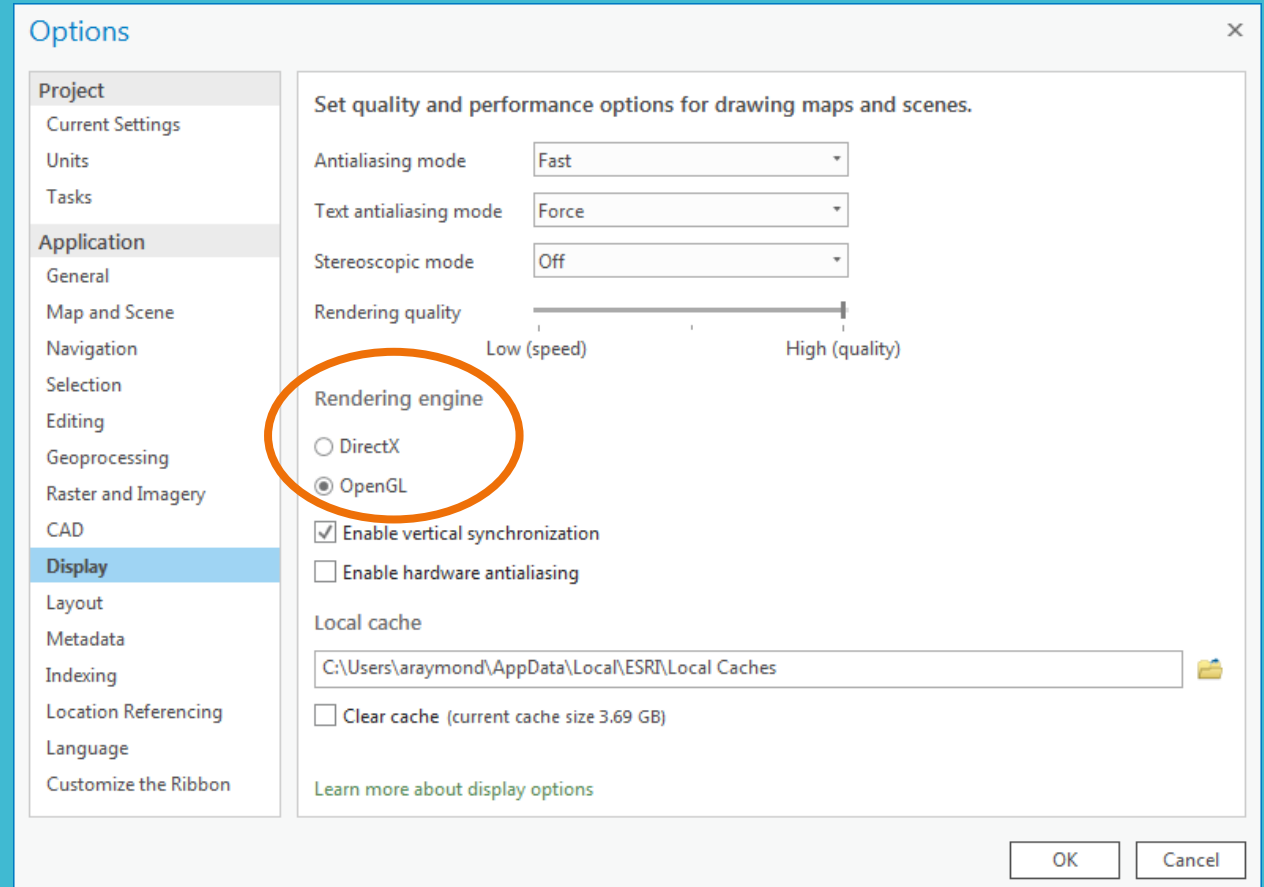 Options
Project
Current Settings
Units
Tasks
Application
General
Map and Scene
Navigation
Selection
Editing
Geoprocessing
Raster and Imagery
CAD
Display
Layout
Metadata
Indexing
Location Referencing
Language
Customize the Ribbon
Set quality and performance options for drawing maps and scenes.
Antialiasing mode Fast
Text antialiasing mode Force
Stereoscopic mode Off
Rendering quality
Low (speed) High (quality)
Rendering engine
DirectX
OpenGL
Enable vertical synchronization
Enable hardware antialiasing
Local cache
C:\Users\araymond\AppData\Local\ESRI\Local Caches
Clear cache (current cache size 3.69 GB)
Learn more about display options
OK Cancel